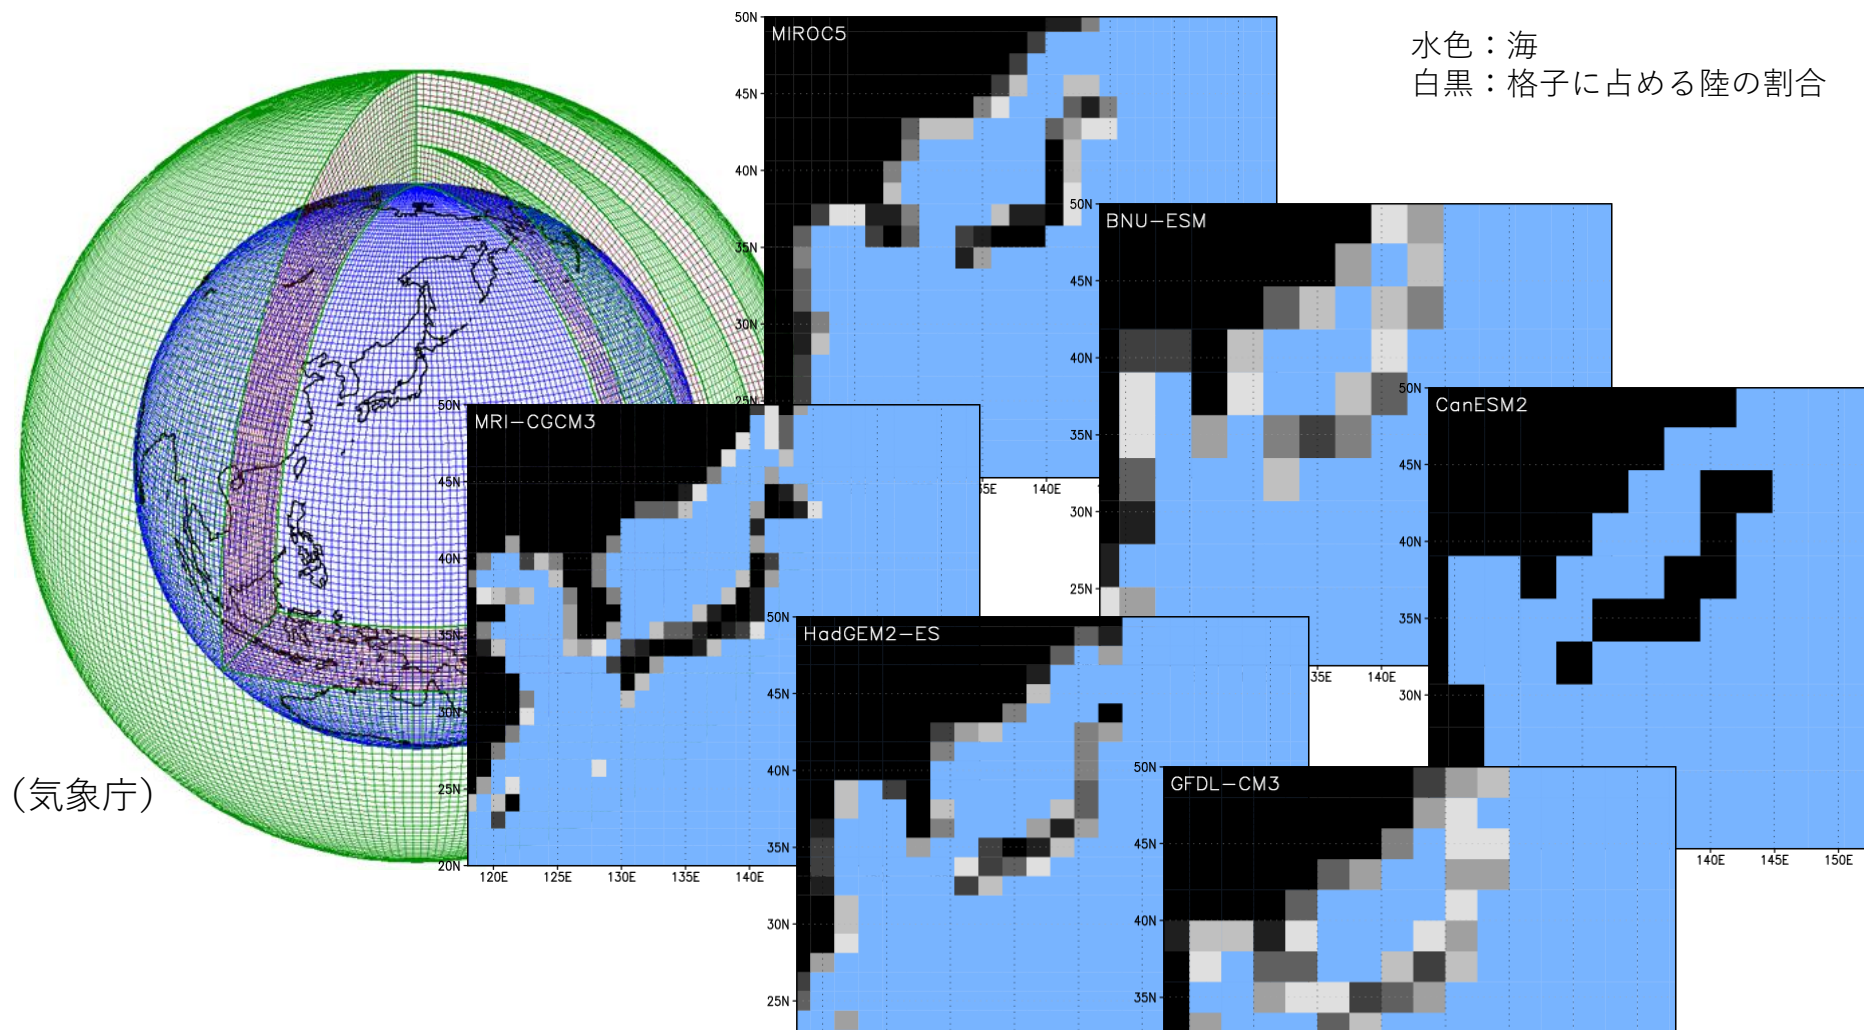 水色：海
白黒：格子に占める陸の割合
(気象庁)
MIROC5
50N
45N
40N
35N
30N
25N
140E
BNU-ESM
50N
45N
40N
35N
30N
25N
35E
140E
CanESM2
50N
45N
40N
35N
30N
140E
145E
150E
MRI-CGCM3
50N
45N
40N
35N
30N
25N
20N
120E
125E
130E
135E
140E
HadGEM2-ES
50N
45N
40N
35N
30N
25N
GFDL-CM3
50N
45N
40N
35N